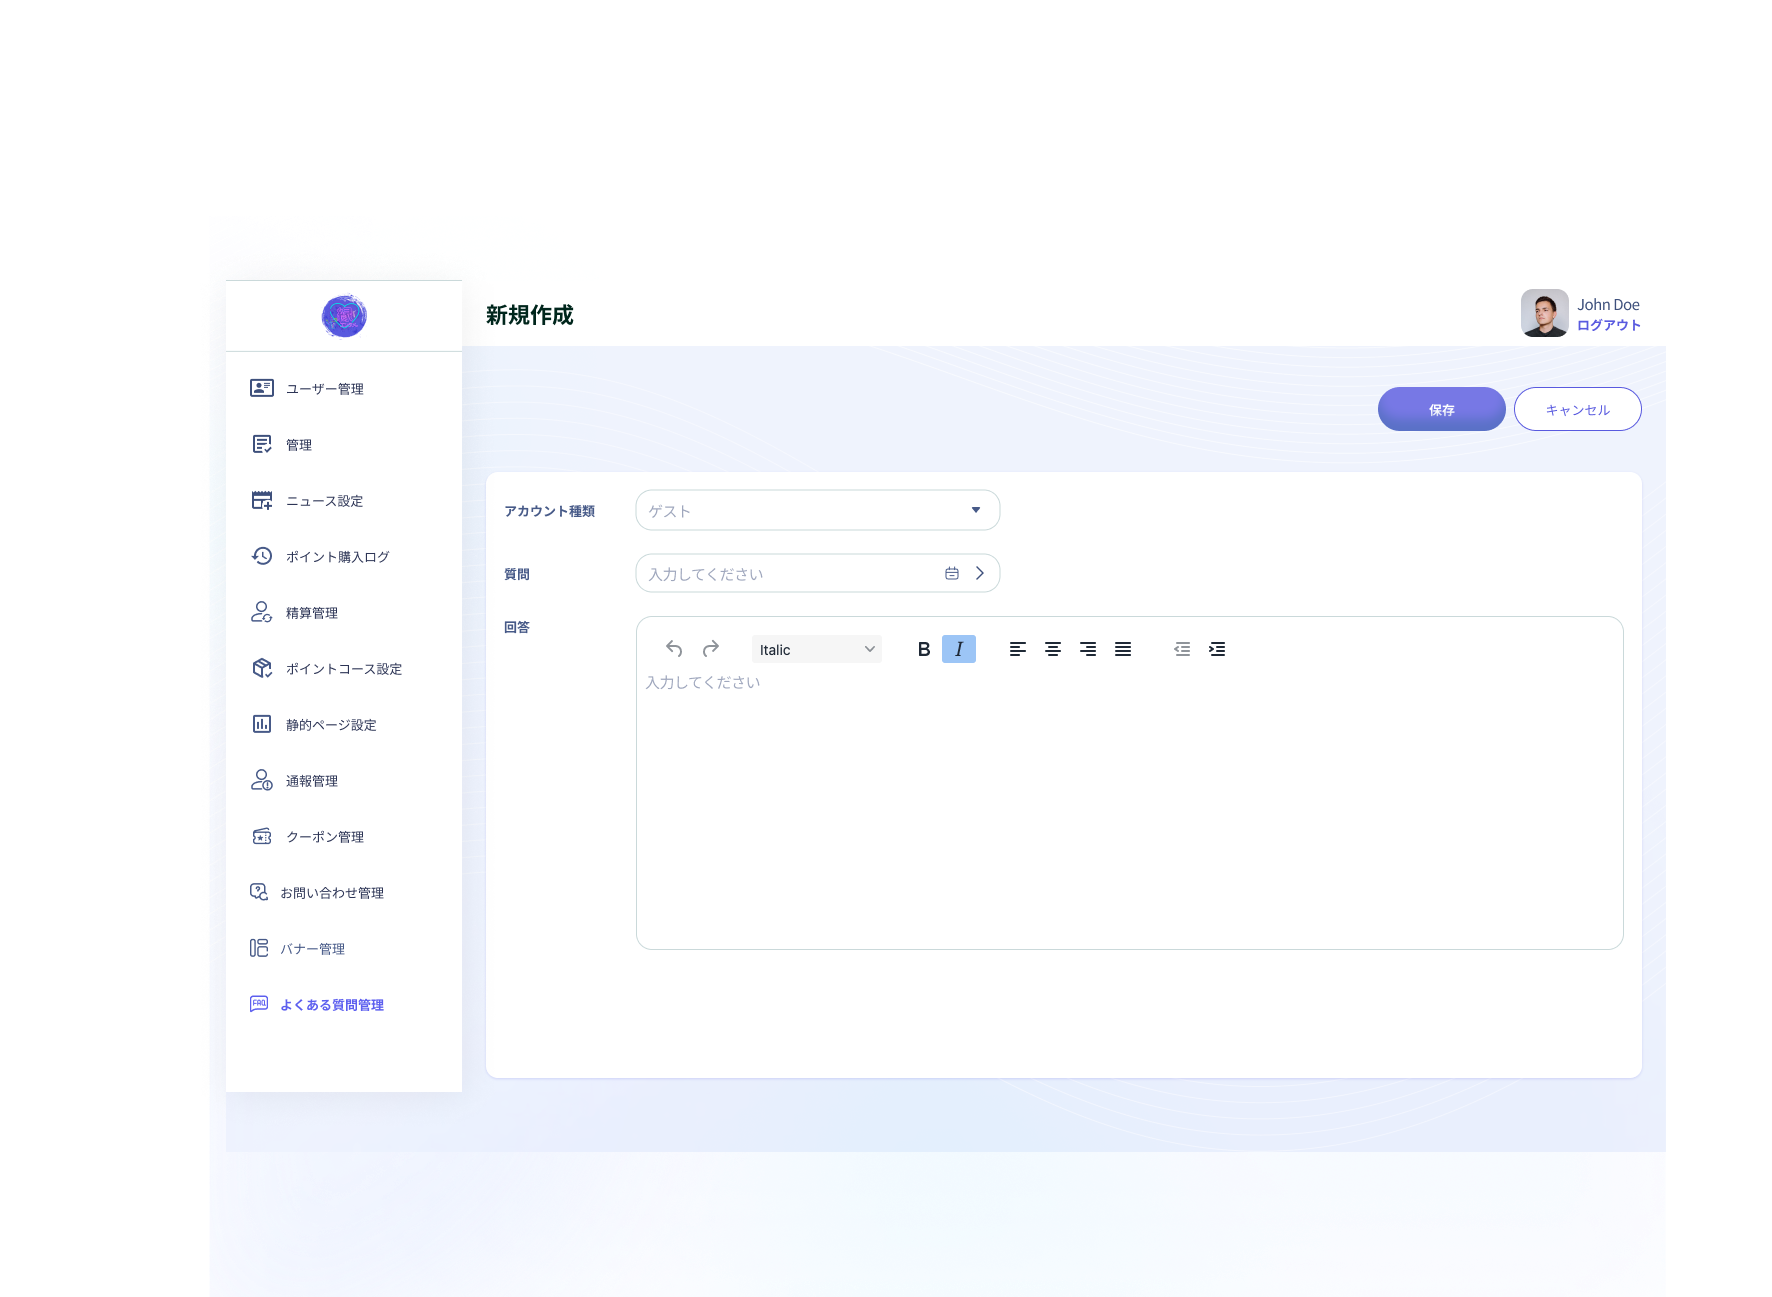 新規作成
John Doe
ログアウト
ユーザー管理
管理
ニュース設定
ポイント購入ログ
精算管理
ポイントコース設定
静的ページ設定
通報管理
クーポン管理
お問い合わせ管理
バナー管理
FAQ
よくある質問管理
保存
キャンセル
アカウント種類
ゲスト
質問
入力してください
回答
Italic
B
I
入力してください